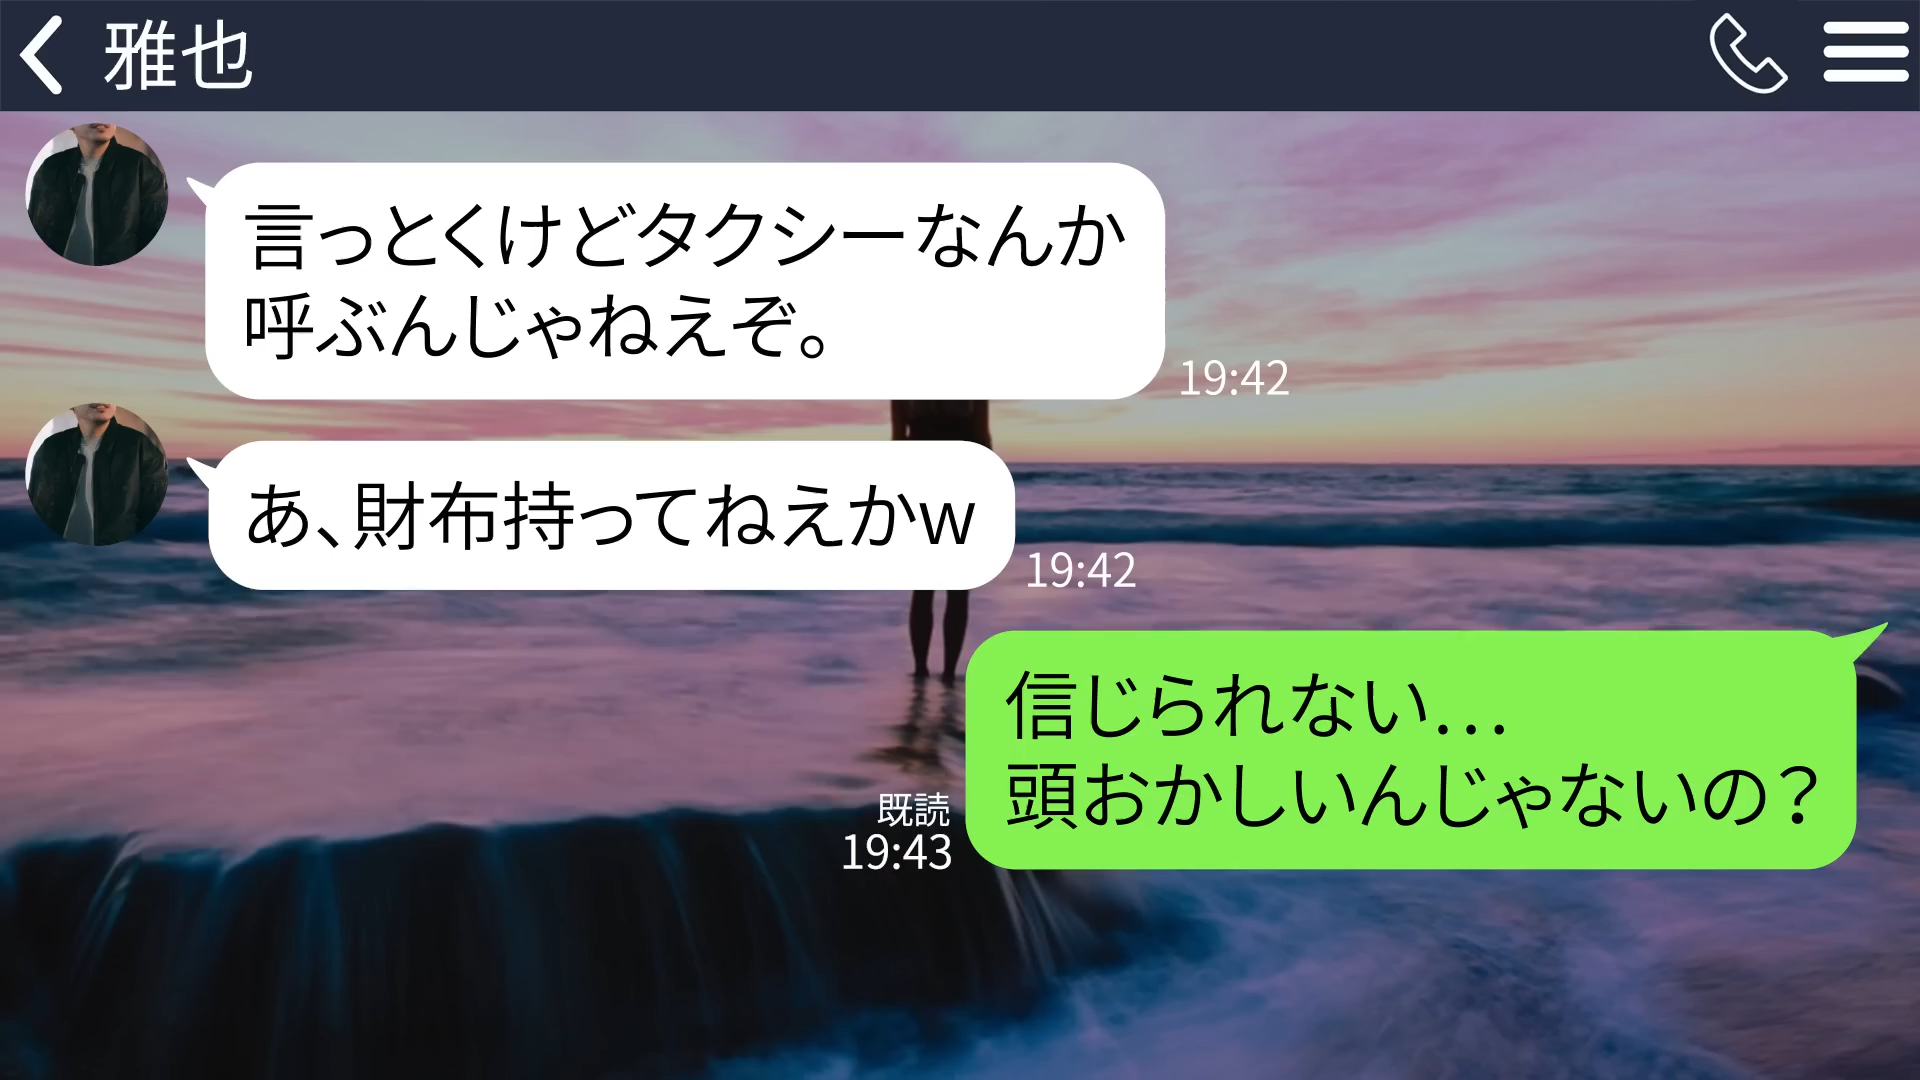 雅也
言っとくけどタクシーなんか
呼ぶんじゃねえぞ。
19:42
あ、財布持ってねえかw
19:42
信じられない…
頭おかしいんじゃないの？
既読
19:43